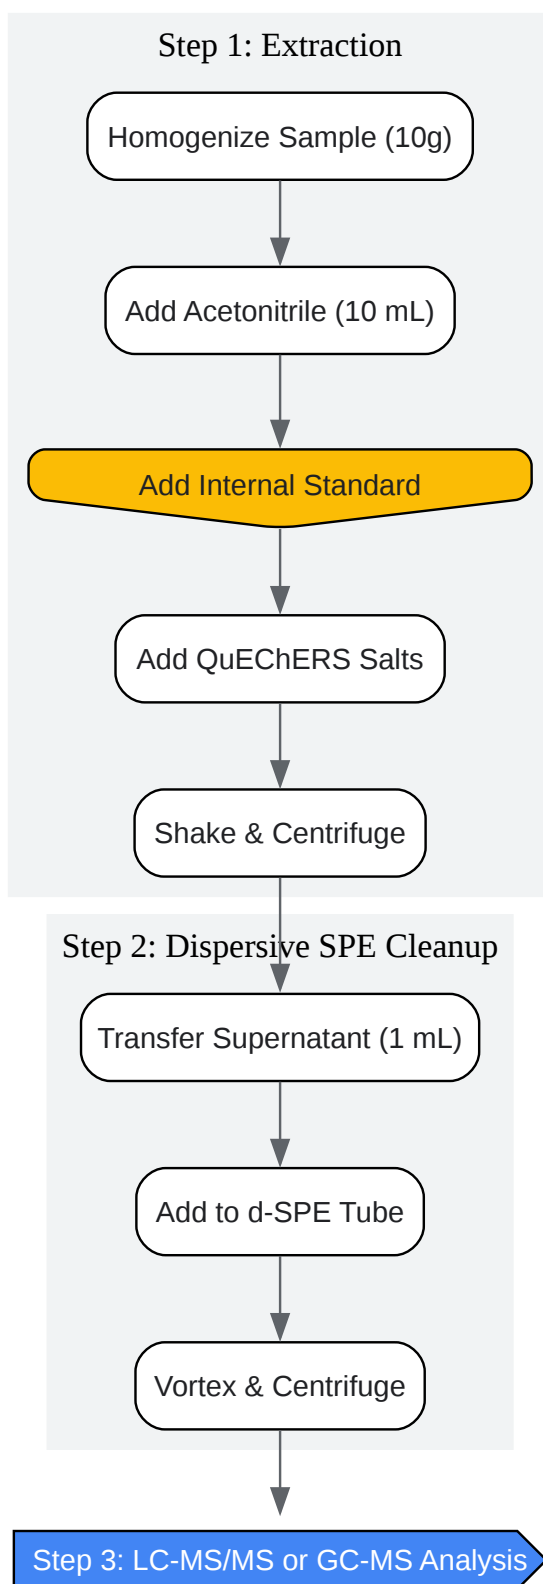 Step 1: Extraction
Homogenize Sample (10g)
Add Acetonitrile (10 mL)
Add Internal Standard
Add QuEChERS Salts
Shake & Centrifuge
Step 2: Dispersive SPE Cleanup
Transfer Supernatant (1 mL)
Add to d-SPE Tube
Vortex & Centrifuge
Step 3: LC-MS/MS or GC-MS Analysis